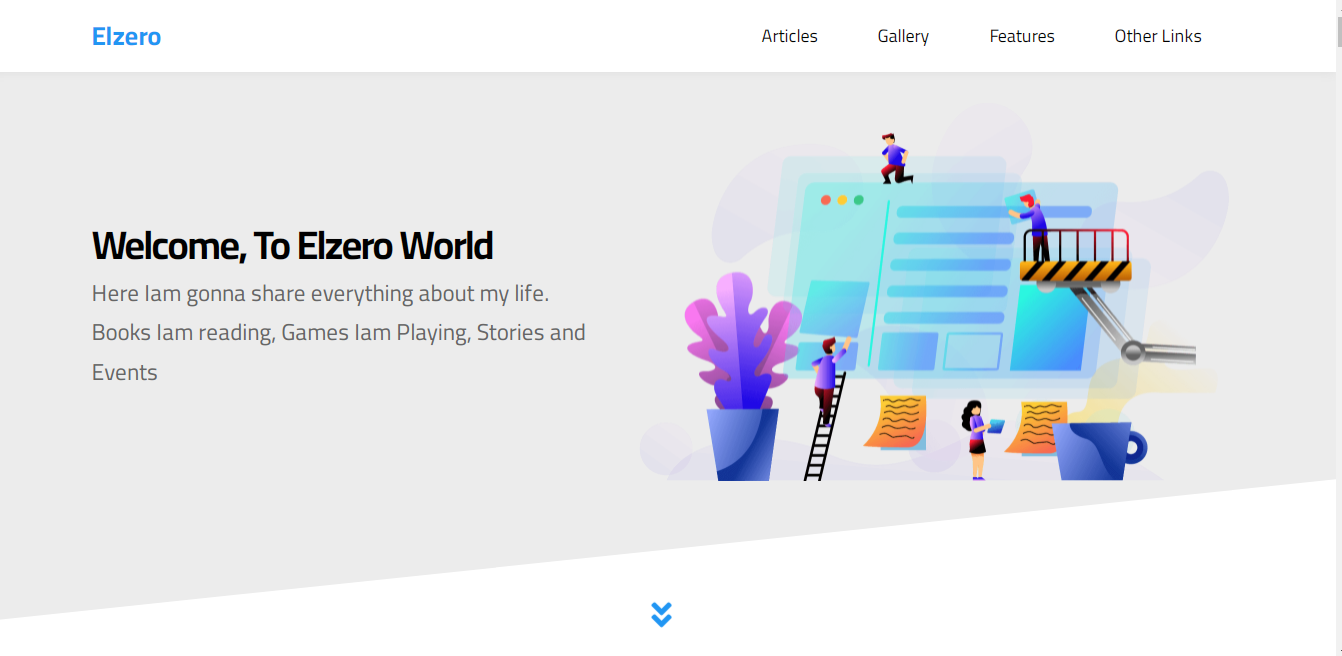 Elzero
Articles
Gallery
Features
Other Links
Welcome, To Elzero World
Here Iam gonna share everything about my life.
Books Iam reading, Games Iam Playing, Stories and
Events